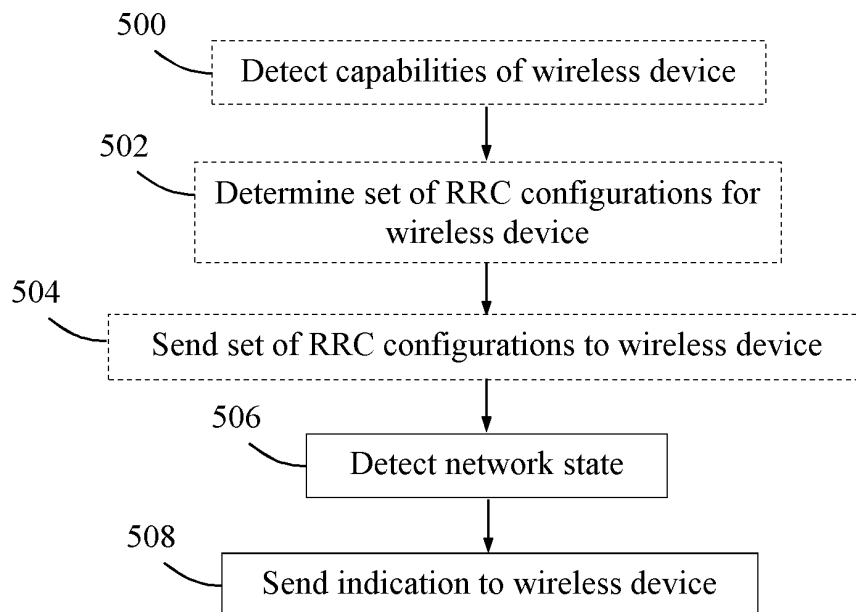 500
Detect capabilities of wireless device
502
Determine set of RRC configurations for
wireless device
504
Send set of RRC configurations to wireless device
506
Detect network state
508
Send indication to wireless device